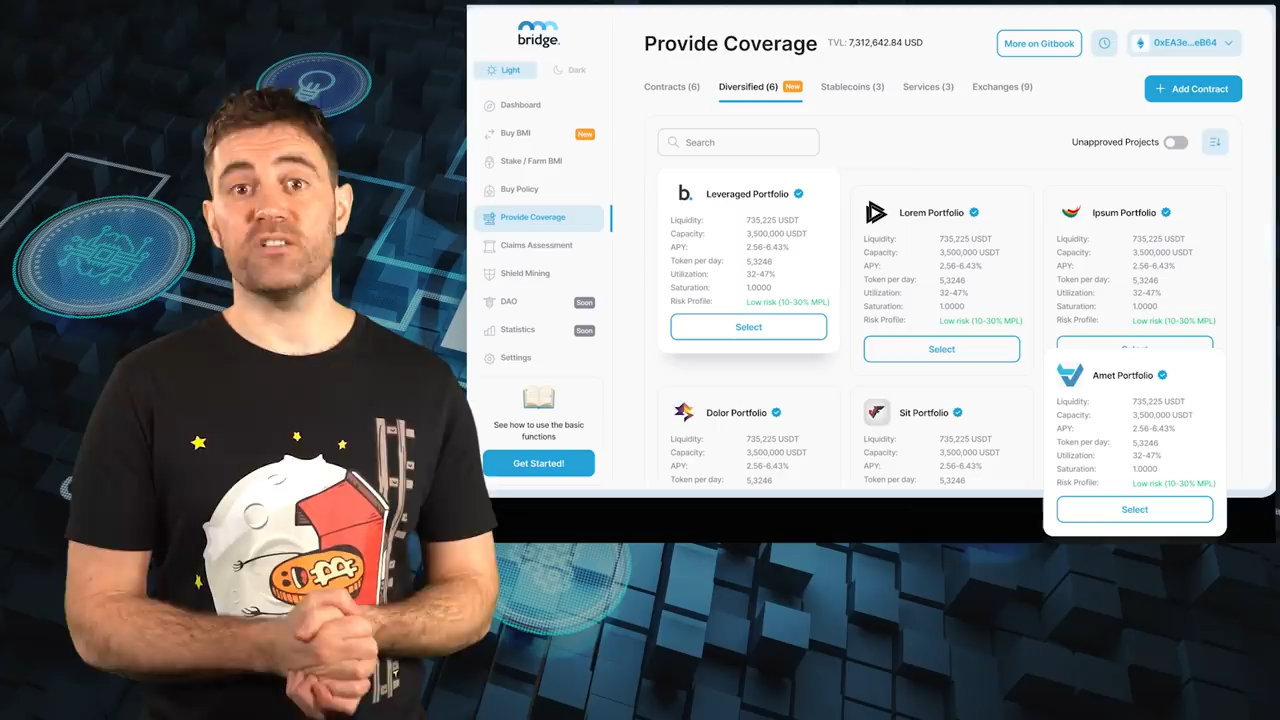 bridge.
Light
Dark
Dashboard
Buy BMI
New
Stake / Farm BMI
Buy Policy
Provide Coverage
Claims Assessment
Shield Mining
DAO
Soon
Statistics
Soon
Settings
See how to use the basic
functions
Get Started!
Provide Coverage
TVL: 7,312,642.84 USD
More on Gitbook
0xEA3e...eB64
Contracts (6)
Diversified (6)
New
Stablecoins (3)
Services (3)
Exchanges (9)
+ Add Contract
Search
Unapproved Projects
b.
Leveraged Portfolio
Liquidity: 735,225 USDT
Capacity: 3,500,000 USDT
APY: 2.56-6.43%
Token per day: 5,3246
Utilization: 32-47%
Saturation: 1.0000
Risk Profile: Low risk (10-30% MPL)
Select
Lorem Portfolio
Liquidity: 735,225 USDT
Capacity: 3,500,000 USDT
APY: 2.56-6.43%
Token per day: 5,3246
Utilization: 32-47%
Saturation: 1.0000
Risk Profile: Low risk (10-30% MPL)
Select
Ipsum Portfolio
Liquidity: 735,225 USDT
Capacity: 3,500,000 USDT
APY: 2.56-6.43%
Token per day: 5,3246
Utilization: 32-47%
Saturation: 1.0000
Risk Profile: Low risk (10-30% MPL)
Dolor Portfolio
Liquidity: 735,225 USDT
Capacity: 3,500,000 USDT
APY: 2.56-6.43%
Token per day: 5,3246
Sit Portfolio
Liquidity: 735,225 USDT
Capacity: 3,500,000 USDT
APY: 2.56-6.43%
Token per day: 5,3246
Amet Portfolio
Liquidity: 735,225 USDT
Capacity: 3,500,000 USDT
APY: 2.56-6.43%
Token per day: 5,3246
Utilization: 32-47%
Saturation: 1.0000
Risk Profile: Low risk (10-30% MPL)
Select